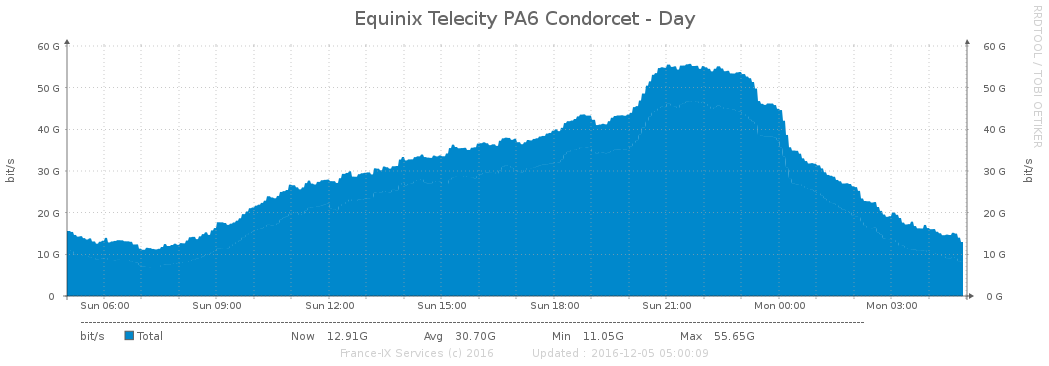 Equinix Telecity PA6 Condorcet - Day
RRDTOOL / TOBI OETIKER
60 G 60 G
50 G 50 G
40 G 40 G
30 G 30 G
20 G 20 G
10 G 10 G
0 0 G
bit/s bit/s
Sun 06:00 Sun 09:00 Sun 12:00 Sun 15:00 Sun 18:00 Sun 21:00 Mon 00:00 Mon 03:00
bit/s Total Now 12.91G Avg 30.70G Min 11.05G Max 55.65G
France-IX Services (c) 2016 Updated : 2016-12-05 05:00:09